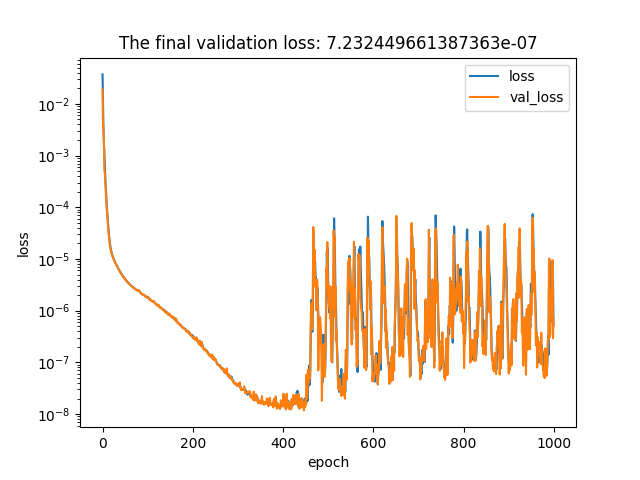 The final validation loss: 7.232449661387363e-07
loss
val_loss
10⁻²
10⁻³
10⁻⁴
10⁻⁵
10⁻⁶
10⁻⁷
10⁻⁸
loss
0 200 400 600 800 1000
epoch